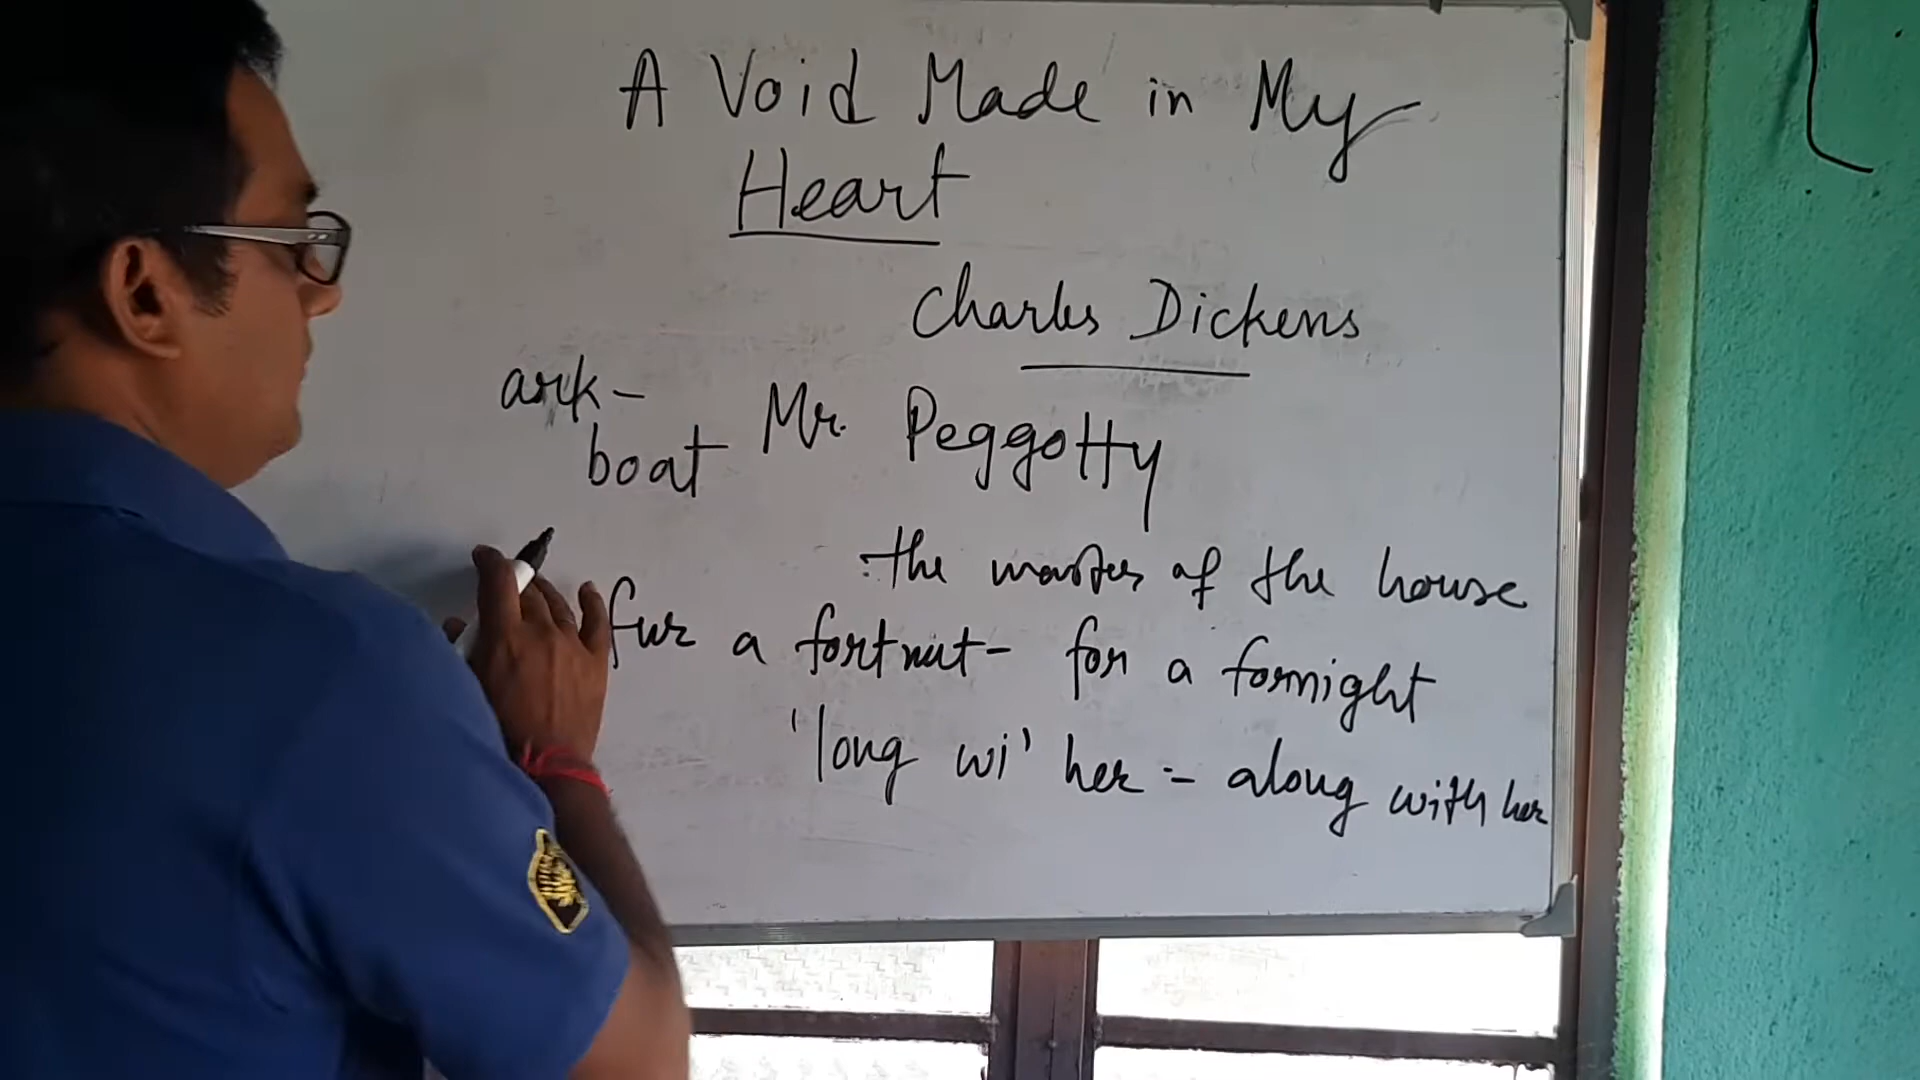 A Void Made in My
Heart
Charles Dickens
ark-
boat
Mr. Peggotty
: the master of the house
fur a fortnut - for a fornight
'long wi' her :- along with her